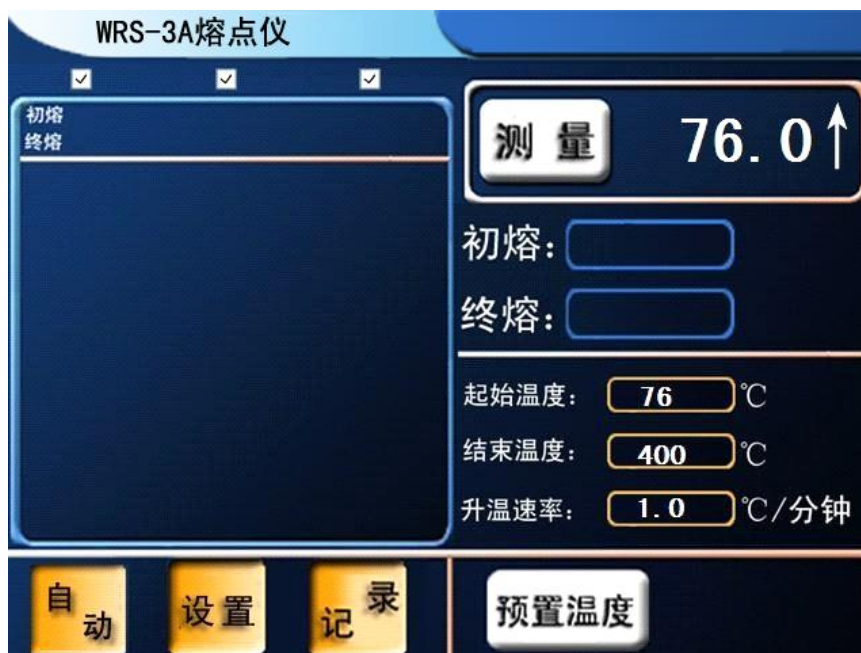 WRS-3A熔点仪
初熔
终熔
测 量 76.0↑
初熔：
终熔：
起始温度： 76 ℃
结束温度： 400 ℃
升温速率： 1.0 ℃/分钟
自动 设置 记录 预置温度